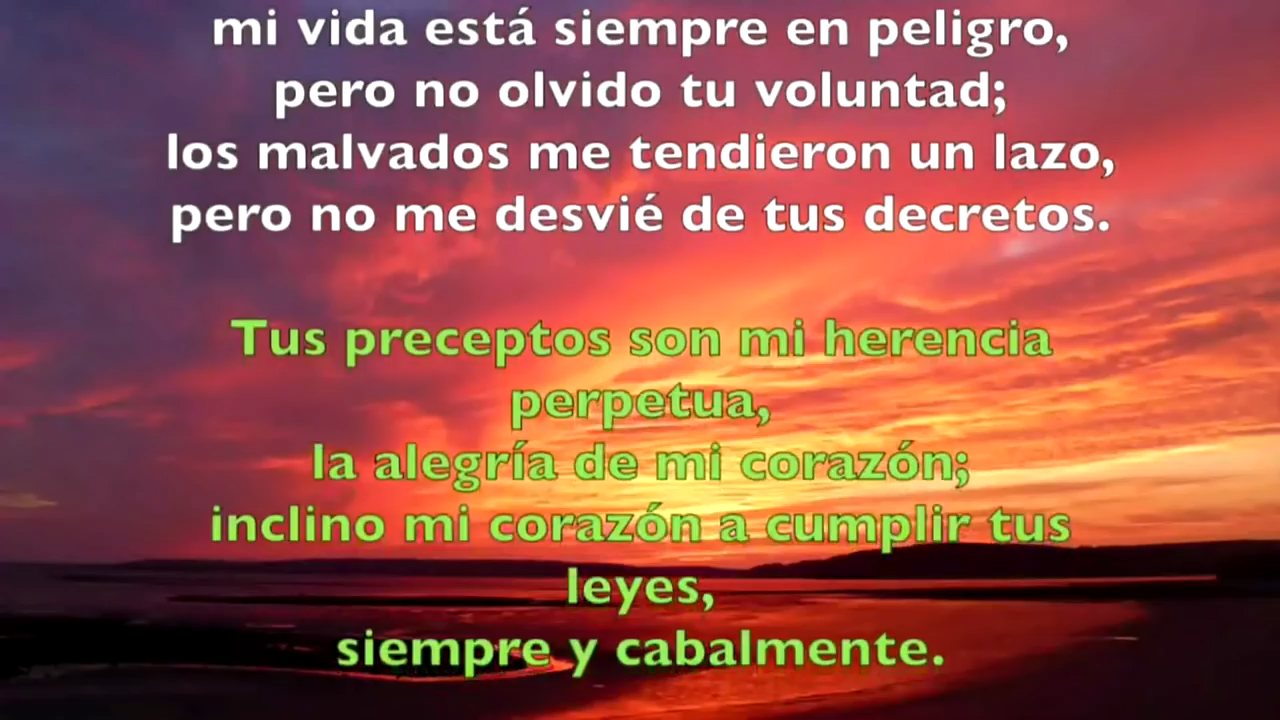 mi vida está siempre en peligro,
pero no olvido tu voluntad;
los malvados me tendieron un lazo,
pero no me desvié de tus decretos.
Tus preceptos son mi herencia
perpetua,
la alegría de mi corazón;
inclino mi corazón a cumplir tus
leyes,
siempre y cabalmente.